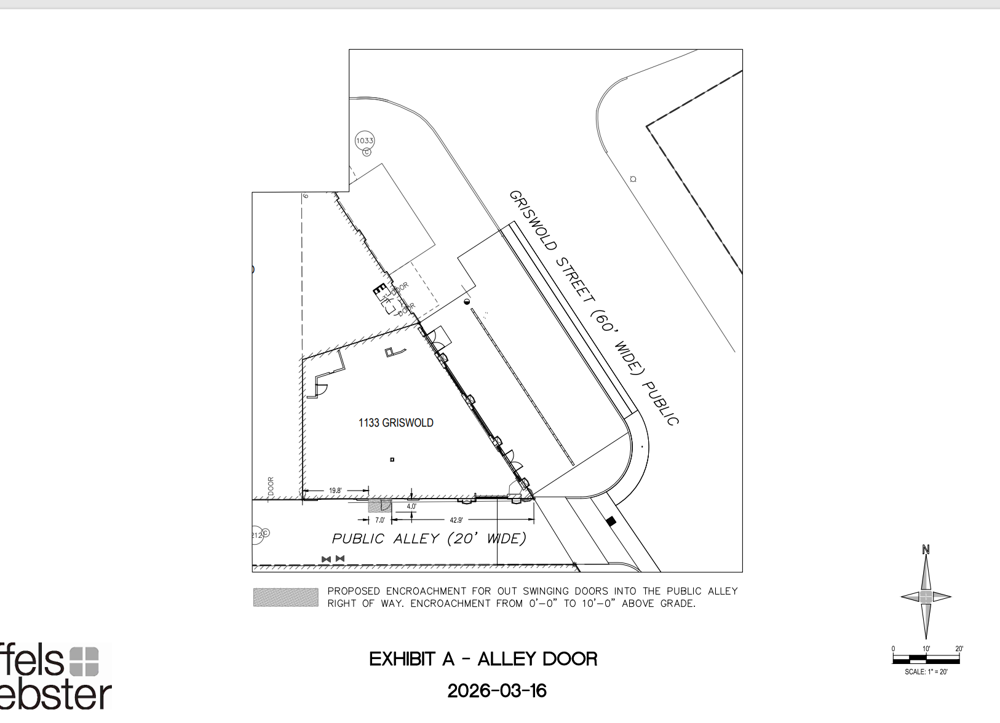 1033
C
6
GRISWOLD STREET (60' WIDE) PUBLIC
DOOR
DOOR
1133 GRISWOLD
DOOR
19.8'
4.0'
7.0'
42.9'
212
C
PUBLIC ALLEY (20' WIDE)
PROPOSED ENCROACHMENT FOR OUT SWINGING DOORS INTO THE PUBLIC ALLEY
RIGHT OF WAY. ENCROACHMENT FROM 0'-0" TO 10'-0" ABOVE GRADE.
N
0 10' 20'
SCALE: 1" = 20'
ffels
ebster
EXHIBIT A - ALLEY DOOR
2026-03-16